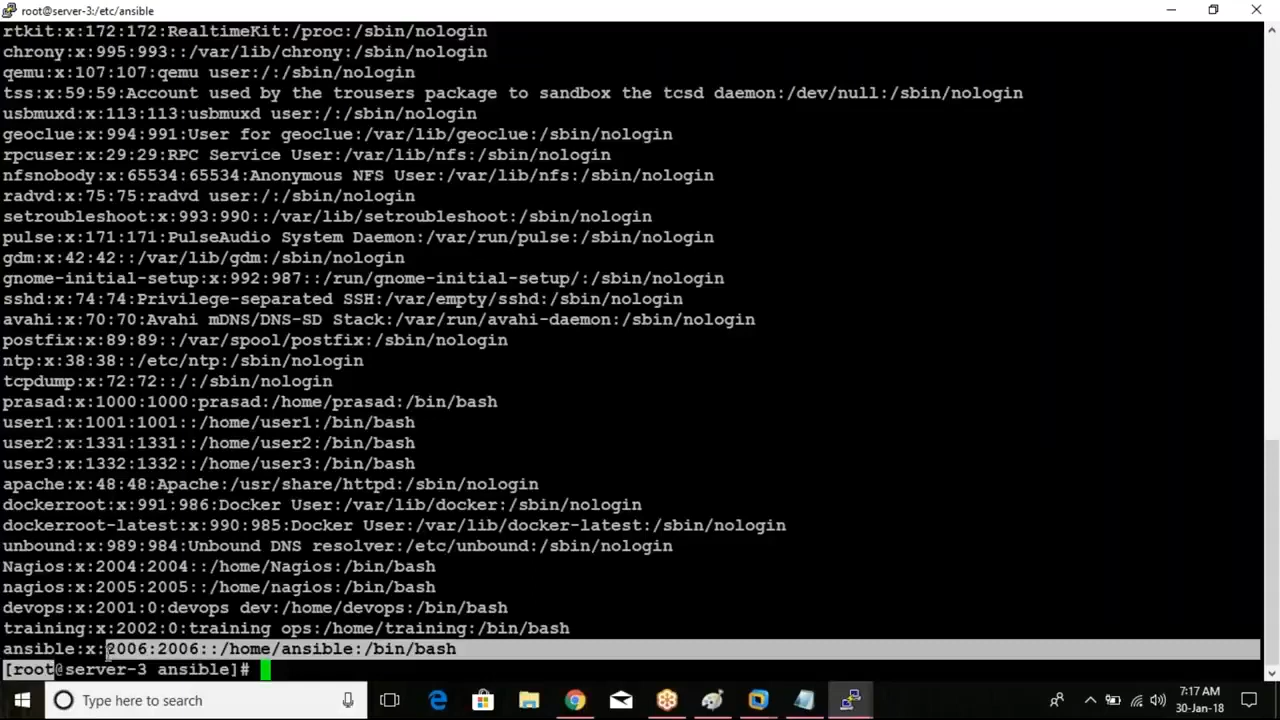 root@server-3:/etc/ansible
rtkit:x:172:172:RealtimeKit:/proc:/sbin/nologin
chrony:x:995:993::/var/lib/chrony:/sbin/nologin
qemu:x:107:107:qemu user:/:/sbin/nologin
tss:x:59:59:Account used by the trousers package to sandbox the tcsd daemon:/dev/null:/sbin/nologin
usbmuxd:x:113:113:usbmuxd user:/:/sbin/nologin
geoclue:x:994:991:User for geoclue:/var/lib/geoclue:/sbin/nologin
rpcuser:x:29:29:RPC Service User:/var/lib/nfs:/sbin/nologin
nfsnobody:x:65534:65534:Anonymous NFS User:/var/lib/nfs:/sbin/nologin
radvd:x:75:75:radvd user:/:/sbin/nologin
setroubleshoot:x:993:990::/var/lib/setroubleshoot:/sbin/nologin
pulse:x:171:171:PulseAudio System Daemon:/var/run/pulse:/sbin/nologin
gdm:x:42:42::/var/lib/gdm:/sbin/nologin
gnome-initial-setup:x:992:987::/run/gnome-initial-setup/:/sbin/nologin
sshd:x:74:74:Privilege-separated SSH:/var/empty/sshd:/sbin/nologin
avahi:x:70:70:Avahi mDNS/DNS-SD Stack:/var/run/avahi-daemon:/sbin/nologin
postfix:x:89:89::/var/spool/postfix:/sbin/nologin
ntp:x:38:38::/etc/ntp:/sbin/nologin
tcpdump:x:72:72::/:/sbin/nologin
prasad:x:1000:1000:prasad:/home/prasad:/bin/bash
user1:x:1001:1001::/home/user1:/bin/bash
user2:x:1331:1331::/home/user2:/bin/bash
user3:x:1332:1332::/home/user3:/bin/bash
apache:x:48:48:Apache:/usr/share/httpd:/sbin/nologin
dockerroot:x:991:986:Docker User:/var/lib/docker:/sbin/nologin
dockerroot-latest:x:990:985:Docker User:/var/lib/docker-latest:/sbin/nologin
unbound:x:989:984:Unbound DNS resolver:/etc/unbound:/sbin/nologin
Nagios:x:2004:2004::/home/Nagios:/bin/bash
nagios:x:2005:2005::/home/nagios:/bin/bash
devops:x:2001:0:devops dev:/home/devops:/bin/bash
training:x:2002:0:training ops:/home/training:/bin/bash
ansible:x:2006:2006::/home/ansible:/bin/bash
[root@server-3 ansible]#
Type here to search
7:17 AM
30-Jan-18